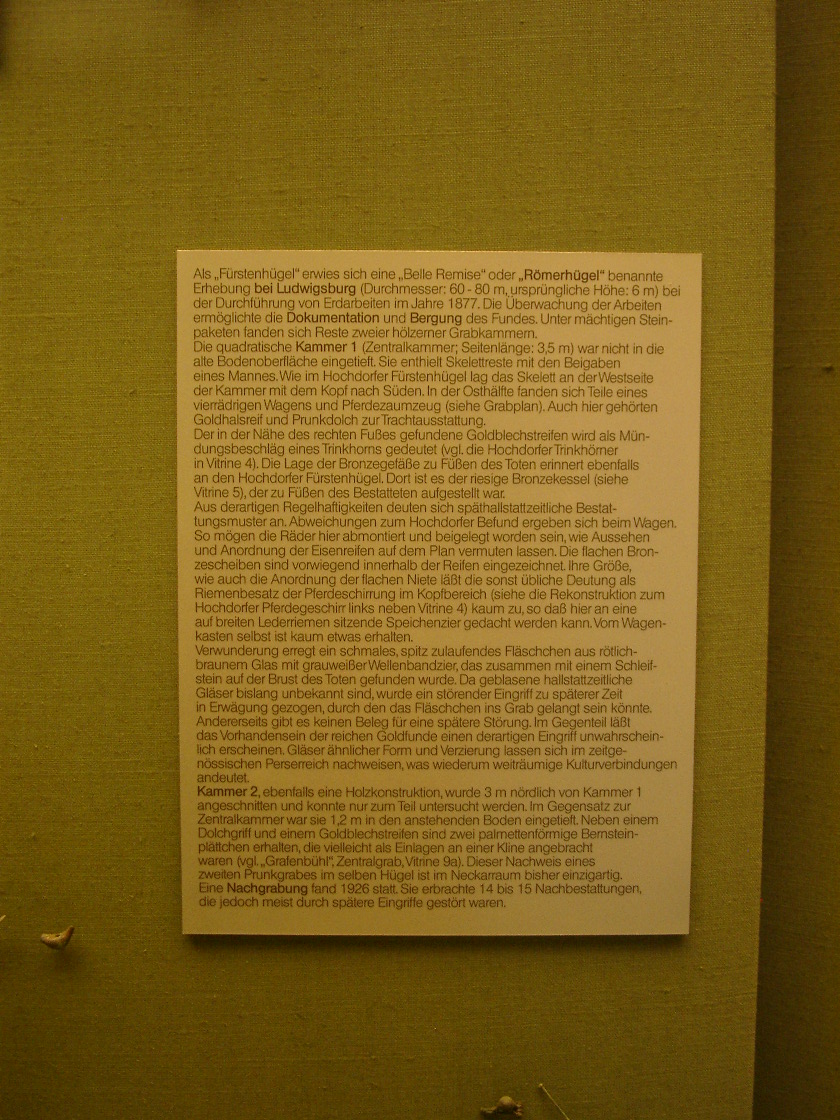 Als „Fürstenhügel“ erwies sich eine „Belle Remise“ oder „Römerhügel“ benannte
Erhebung bei Ludwigsburg (Durchmesser: 60 - 80 m, ursprüngliche Höhe: 6 m) bei
der Durchführung von Erdarbeiten im Jahre 1877. Die Überwachung der Arbeiten
ermöglichte die Dokumentation und Bergung des Fundes. Unter mächtigen Stein-
paketen fanden sich Reste zweier hölzerner Grabkammern.
Die quadratische Kammer 1 (Zentralkammer; Seitenlänge: 3,5 m) war nicht in die
alte Bodenoberfläche eingetieft. Sie enthielt Skelettreste mit den Beigaben
eines Mannes. Wie im Hochdorfer Fürstenhügel lag das Skelett an der Westseite
der Kammer mit dem Kopf nach Süden. In der Osthälfte fanden sich Teile eines
vierrädrigen Wagens und Pferdezaumzeug (siehe Grabplan). Auch hier gehörten
Goldhalsreif und Prunkdolch zur Trachtausstattung.
Der in der Nähe des rechten Fußes gefundene Goldblechstreifen wird als Mün-
dungsbeschläg eines Trinkhorns gedeutet (vgl. die Hochdorfer Trinkhörner
in Vitrine 4). Die Lage der Bronzegefäße zu Füßen des Toten erinnert ebenfalls
an den Hochdorfer Fürstenhügel. Dort ist es der riesige Bronzekessel (siehe
Vitrine 5), der zu Füßen des Bestatteten aufgestellt war.
Aus derartigen Regelhaftigkeiten deuten sich späthallstattzeitliche Bestat-
tungsmuster an. Abweichungen zum Hochdorfer Befund ergeben sich beim Wagen.
So mögen die Räder hier abmontiert und beigelegt worden sein, wie Aussehen
und Anordnung der Eisenreifen auf dem Plan vermuten lassen. Die flachen Bron-
zescheiben sind vorwiegend innerhalb der Reifen eingezeichnet. Ihre Größe,
wie auch die Anordnung der flachen Niete läßt die sonst übliche Deutung als
Riemenbesatz der Pferdeschirrung im Kopfbereich (siehe die Rekonstruktion zum
Hochdorfer Pferdegeschirr links neben Vitrine 4) kaum zu, so daß hier an eine
auf breiten Lederriemen sitzende Speichenzier gedacht werden kann. Vom Wagen-
kasten selbst ist kaum etwas erhalten.
Verwunderung erregt ein schmales, spitz zulaufendes Fläschchen aus rötlich-
braunem Glas mit grauweißer Wellenbandzier, das zusammen mit einem Schleif-
stein auf der Brust des Toten gefunden wurde. Da geblasene hallstattzeitliche
Gläser bislang unbekannt sind, wurde ein störender Eingriff zu späterer Zeit
in Erwägung gezogen, durch den das Fläschchen ins Grab gelangt sein könnte.
Andererseits gibt es keinen Beleg für eine spätere Störung. Im Gegenteil läßt
das Vorhandensein der reichen Goldfunde einen derartigen Eingriff unwahrschein-
lich erscheinen. Gläser ähnlicher Form und Verzierung lassen sich im zeitge-
nössischen Perserreich nachweisen, was wiederum weiträumige Kulturverbindungen
andeutet.
Kammer 2, ebenfalls eine Holzkonstruktion, wurde 3 m nördlich von Kammer 1
angeschnitten und konnte nur zum Teil untersucht werden. Im Gegensatz zur
Zentralkammer war sie 1,2 m in den anstehenden Boden eingetieft. Neben einem
Dolchgriff und einem Goldblechstreifen sind zwei palmettenförmige Bernstein-
plättchen erhalten, die vielleicht als Einlagen an einer Kline angebracht
waren (vgl. „Grafenbühl“, Zentralgrab, Vitrine 9a). Dieser Nachweis eines
zweiten Prunkgrabes im selben Hügel ist im Neckarraum bisher einzigartig.
Eine Nachgrabung fand 1926 statt. Sie erbrachte 14 bis 15 Nachbestattungen,
die jedoch meist durch spätere Eingriffe gestört waren.